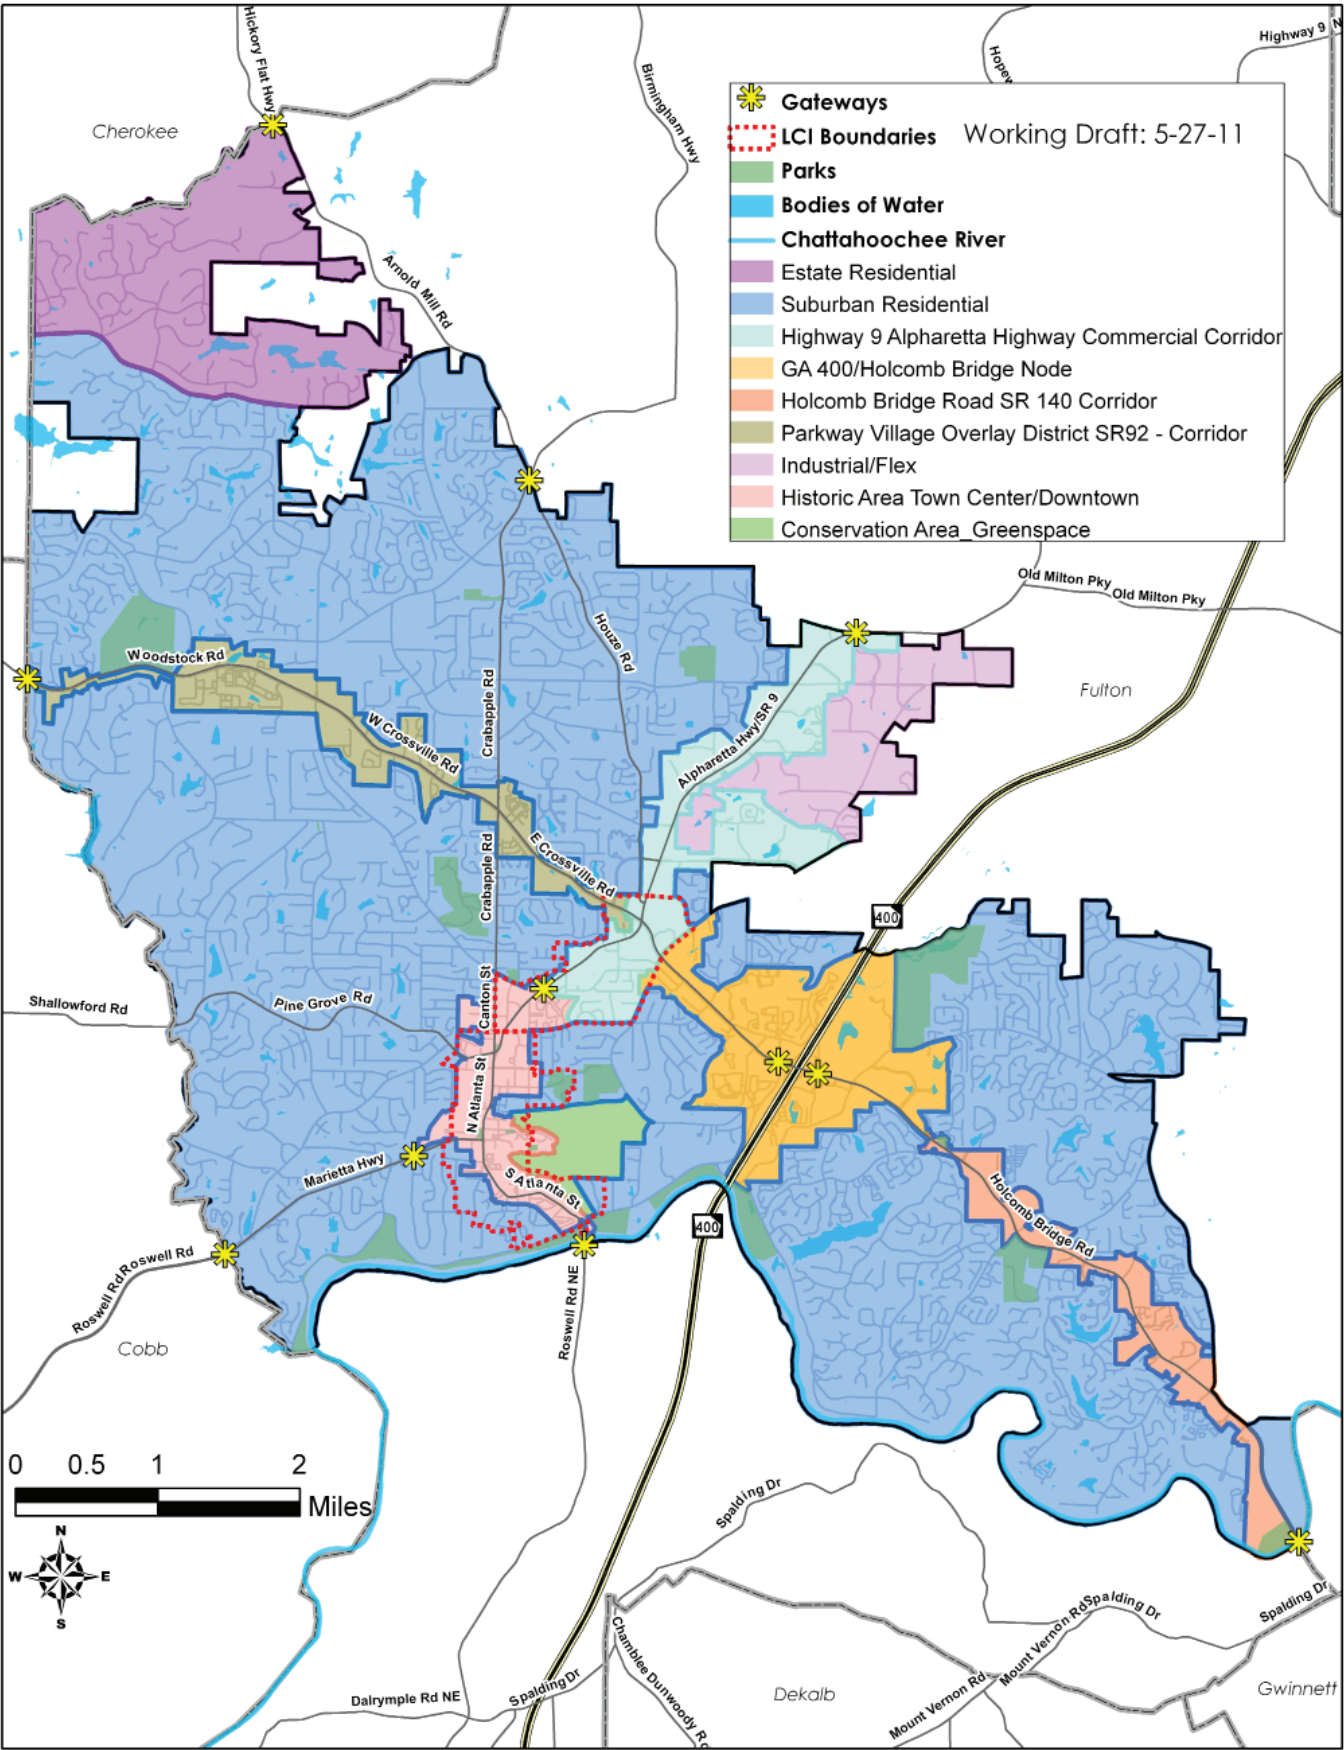 Hickory Flat Hwy
Birmingham Hwy
Highway 9
N
Cherokee
Gateways
LCI Boundaries
Working Draft: 5-27-11
Parks
Bodies of Water
Chattahoochee River
Estate Residential
Suburban Residential
Highway 9 Alpharetta Highway Commercial Corridor
GA 400/Holcomb Bridge Node
Holcomb Bridge Road SR 140 Corridor
Parkway Village Overlay District SR92 - Corridor
Industrial/Flex
Historic Area Town Center/Downtown
Conservation Area_Greenspace
Arnold Mill Rd
Old Milton Pky
Old Milton Pky
Houze Rd
Woodstock Rd
Crabapple Rd
W Crossville Rd
Alpharetta Hwy/SR 9
Fulton
E Crossville Rd
Crabapple Rd
400
Canton St
Shallowford Rd
Pine Grove Rd
N Atlanta St
Marietta Hwy
S Atlanta St
Holcomb Bridge Rd
400
Roswell Rd
Roswell Rd
Roswell Rd NE
Cobb
0 0.5 1 2
Miles
N
W E
S
Spalding Dr
Spalding Dr
Spalding Dr
Mount Vernon Rd
Mount Vernon Rd
Chamblee Dunwoody Rd
Spalding Dr
Dalrymple Rd NE
Dekalb
Gwinnett